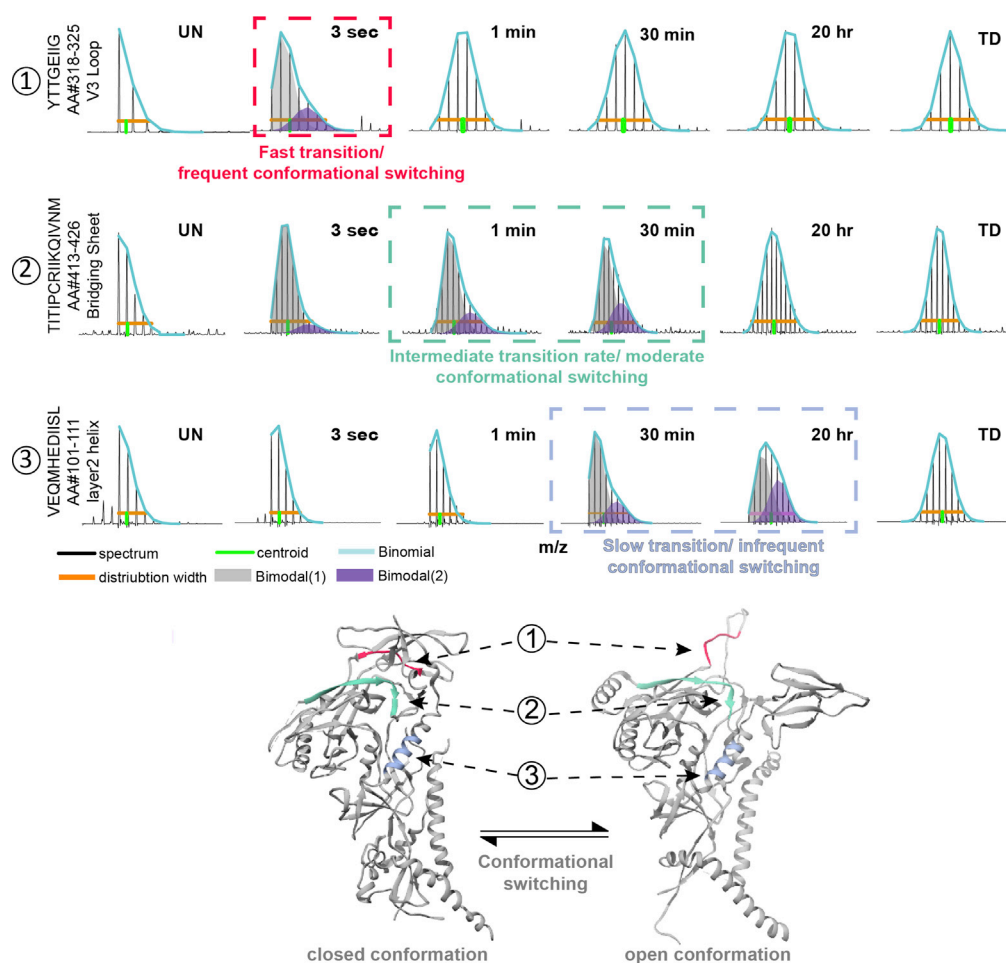 UN 3 sec 1 min 30 min 20 hr TD
①
YTTGEIIG
AA#318-325
V3 Loop
Fast transition/
frequent conformational switching
②
TITIPCRIIKQIVNM
AA#413-426
Bridging Sheet
UN 3 sec 1 min 30 min 20 hr TD
Intermediate transition rate/ moderate
conformational switching
③
VEQMHEDIISL
AA#101-111
layer2 helix
UN 3 sec 1 min 30 min 20 hr TD
m/z
Slow transition/ infrequent
conformational switching
spectrum centroid Binomial
distriubtion width Bimodal(1) Bimodal(2)
①
②
③
Conformational
switching
closed conformation open conformation